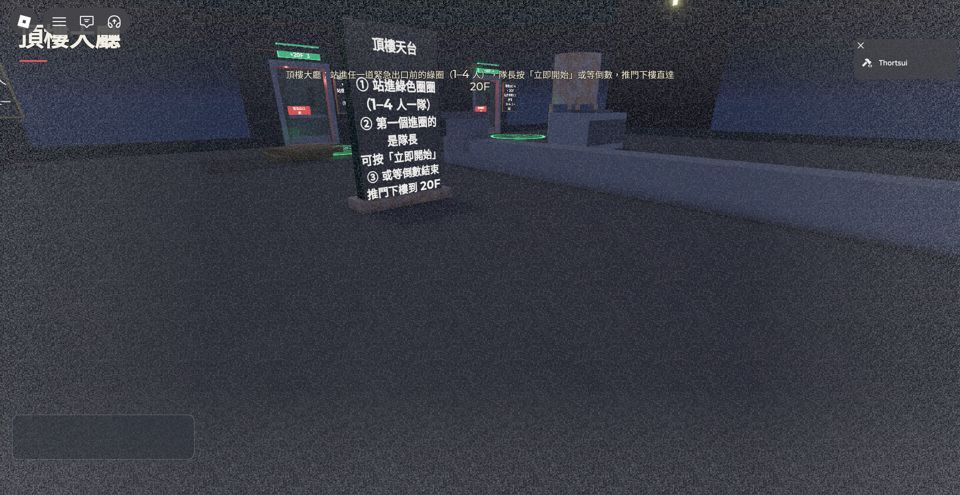 頂樓大廳
Thortsui
頂樓大廳：站進任一道緊急出口前的綠圈（1–4 人），隊長按「立即開始」或等倒數，推門下樓直達
20F
頂樓天台
① 站進綠色圈圈
（1–4 人一隊）
② 第一個進圈的
是隊長
可按「立即開始」
③ 或等倒數結束
推門下樓到 20F